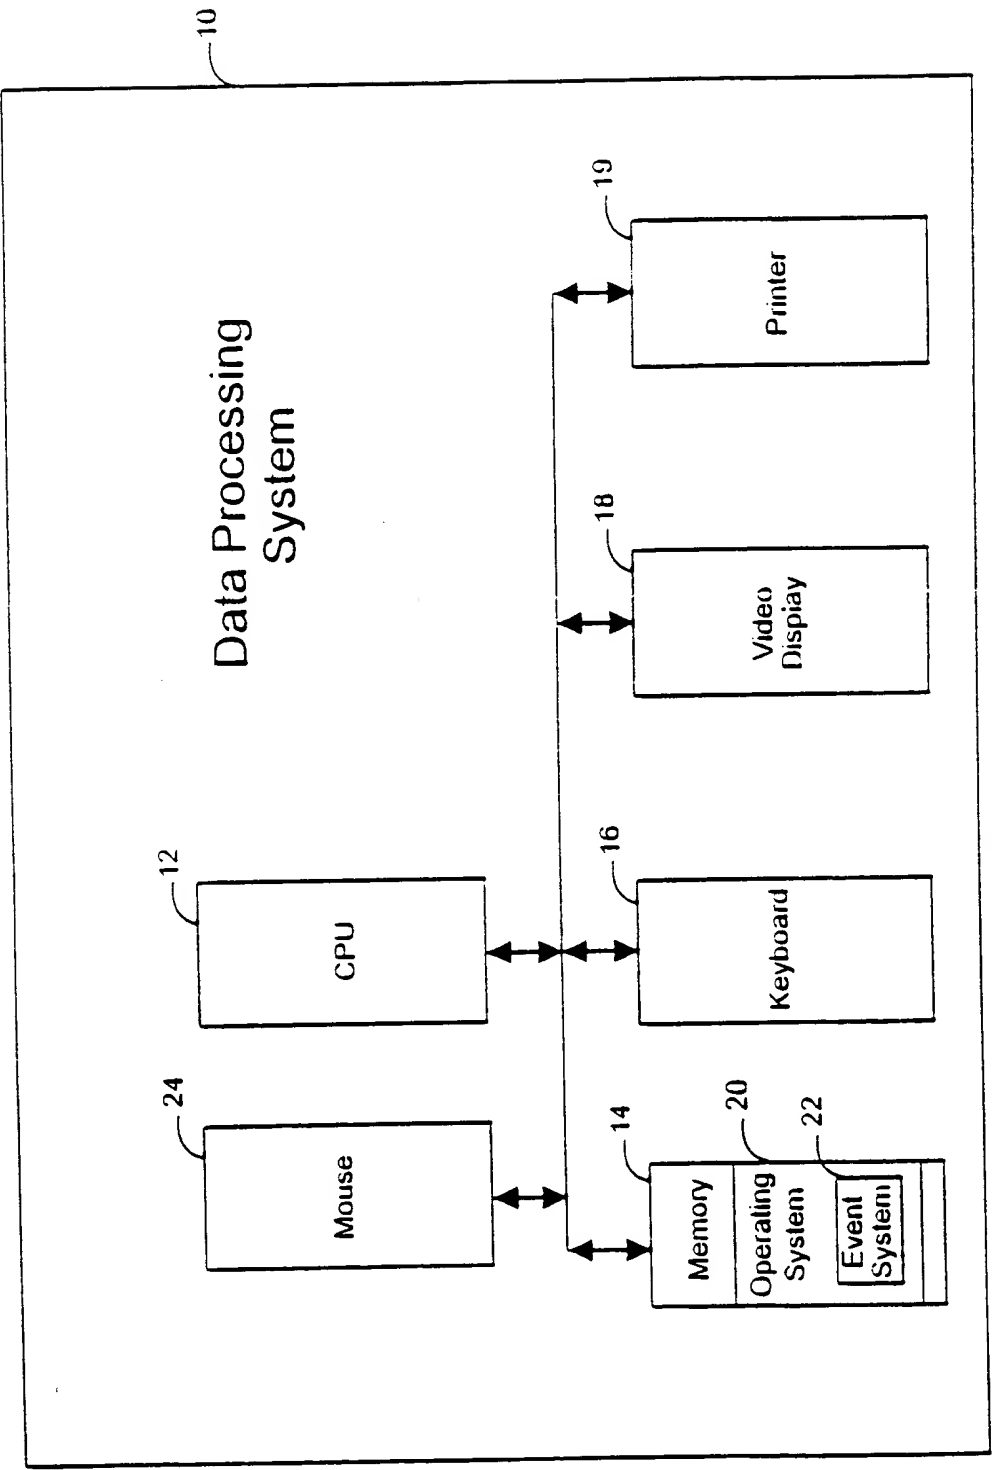 10
Data Processing
System
24
Mouse
12
CPU
14
Memory
20
Operating
System
22
Event
System
16
Keyboard
18
Video
Display
19
Printer